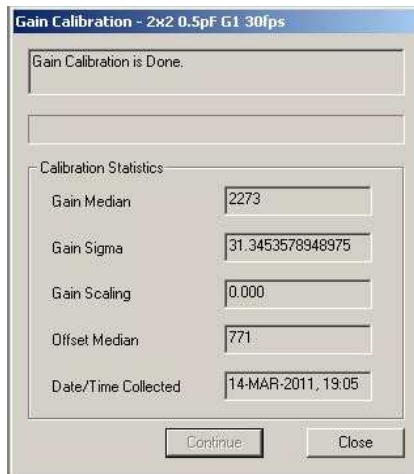 Gain Calibration - 2x2 0.5pF G1 30fps
Gain Calibration is Done.
Calibration Statistics
Gain Median 2273
Gain Sigma 31.3453578948975
Gain Scaling 0.000
Offset Median 771
Date/Time Collected 14-MAR-2011, 19:05
Continue Close